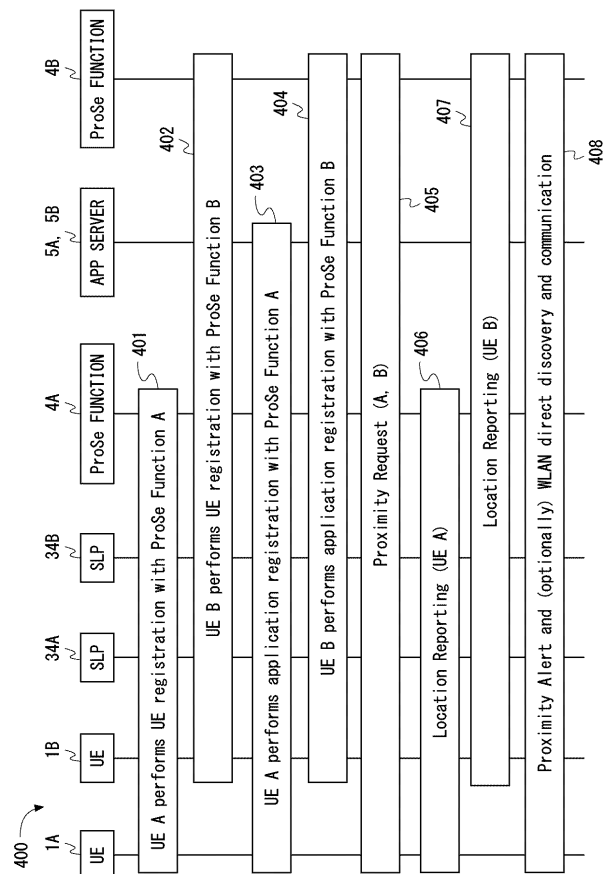 400
1A
1B
34A
34B
4A
5A, 5B
4B
UE
UE
SLP
SLP
ProSe FUNCTION
APP SERVER
ProSe FUNCTION
UE A performs UE registration with ProSe Function A
401
UE B performs UE registration with ProSe Function B
402
UE A performs application registration with ProSe Function A
403
UE B performs application registration with ProSe Function B
404
Proximity Request (A, B)
405
Location Reporting (UE A)
406
Location Reporting (UE B)
407
Proximity Alert and (optionally) WLAN direct discovery and communication
408